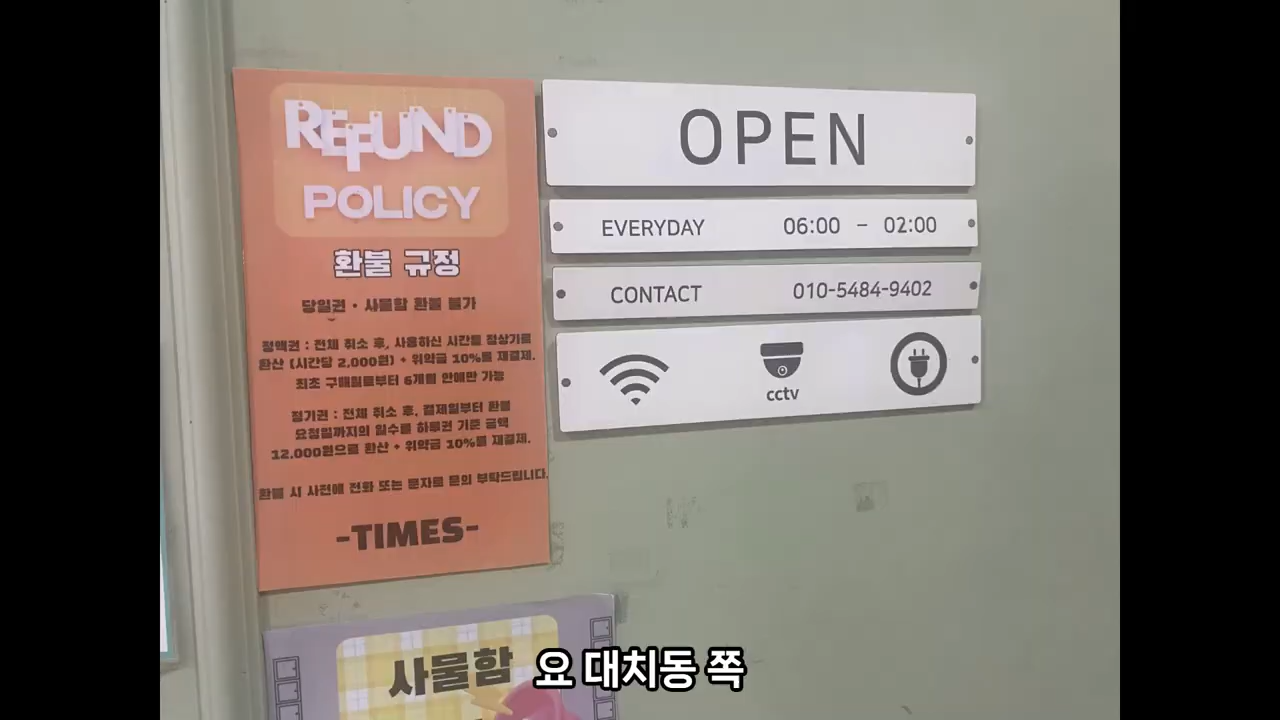 REFUND
POLICY
환불 규정
당일권 · 사물함 환불 불가
정액권 : 전체 취소 후, 사용하신 시간을 정상가로
환산 (시간당 2,000원) + 위약금 10%를 재결제.
최초 구매일로부터 6개월 안에만 가능
정기권 : 전체 취소 후, 결제일부터 환불
요청일까지의 일수를 하루권 기준 금액
12.000원으로 환산 + 위약금 10%를 재결제.
환불 시 사전에 전화 또는 문자로 문의 부탁드립니다.
-TIMES-
OPEN
EVERYDAY 06:00 - 02:00
CONTACT 010-5484-9402
cctv
사물함
요 대치동 쪽